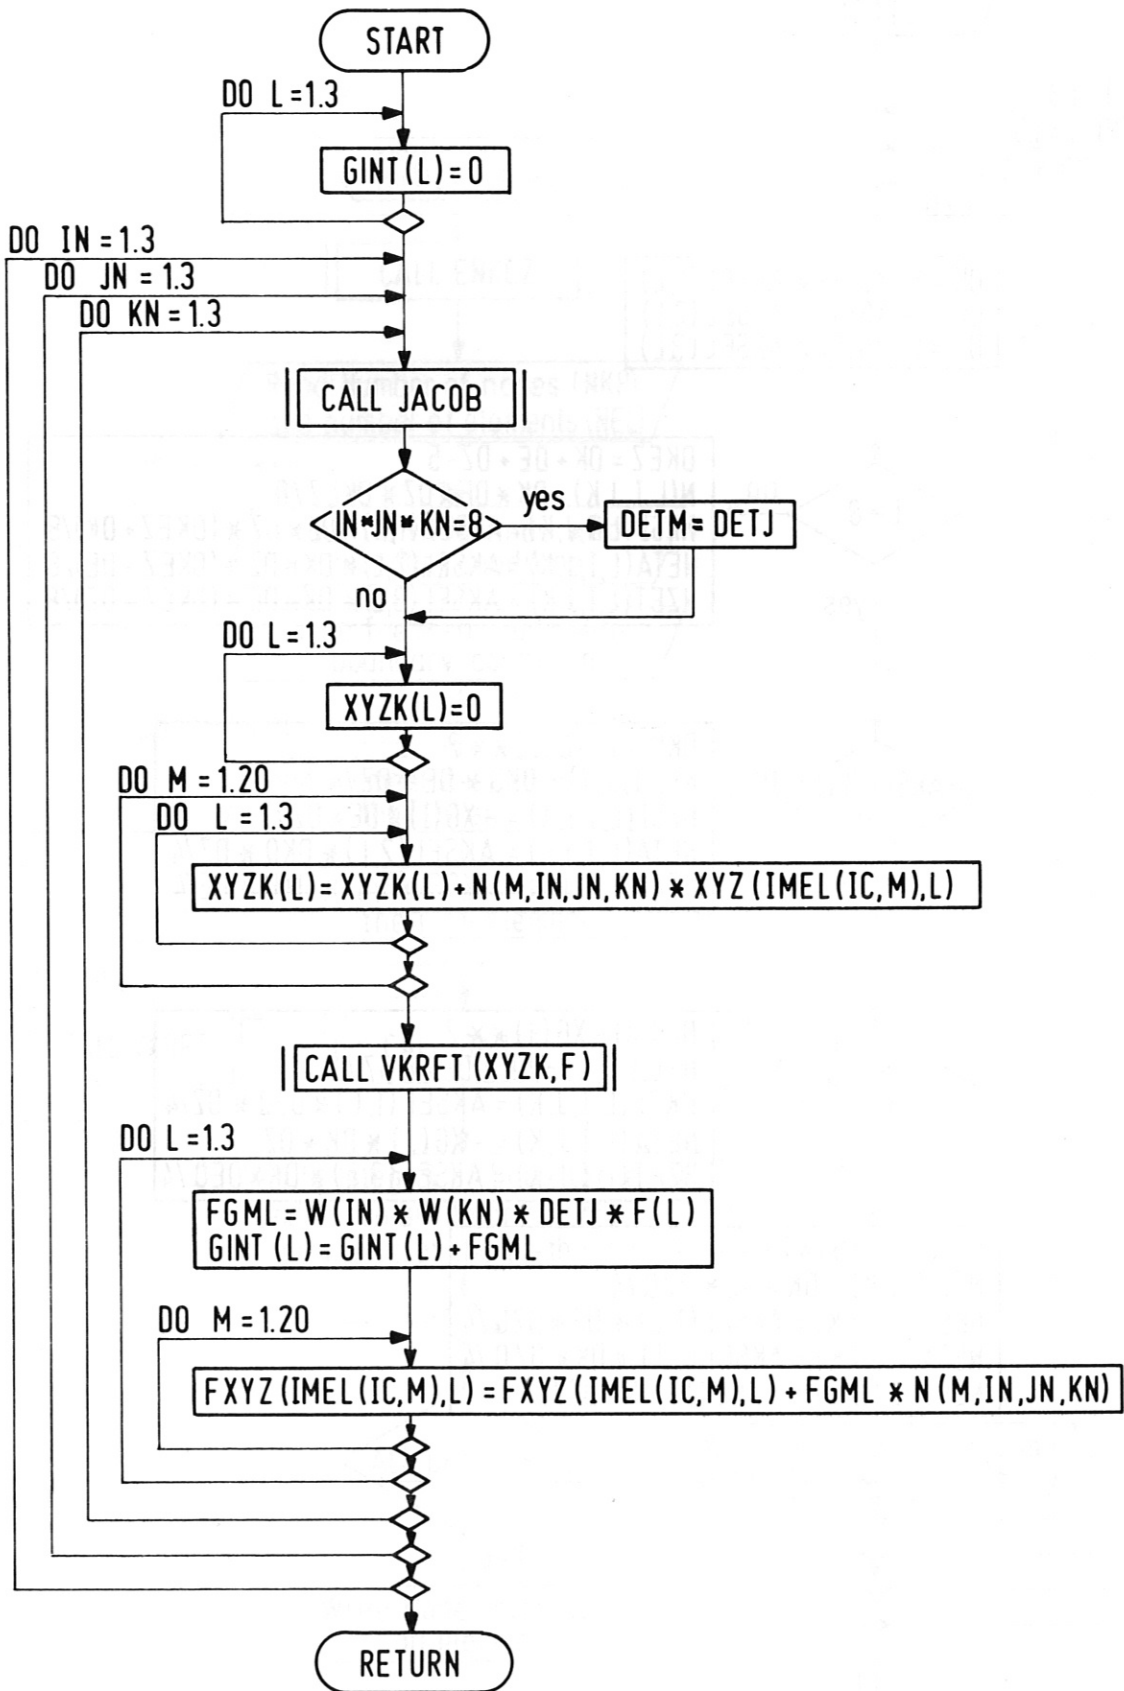 START
DO L=1.3
GINT(L)=0
DO IN=1.3
DO JN=1.3
DO KN=1.3
CALL JACOB
IN*JN*KN=8
yes
DETM=DETJ
no
DO L=1.3
XYZK(L)=0
DO M=1.20
DO L=1.3
XYZK(L)=XYZK(L)+N(M,IN,JN,KN)*XYZ(IMEL(IC,M),L)
CALL VKRFT(XYZK,F)
DO L=1.3
FGML=W(IN)*W(KN)*DETJ*F(L)
GINT(L)=GINT(L)+FGML
DO M=1.20
FXYZ(IMEL(IC,M),L)=FXYZ(IMEL(IC,M),L)+FGML*N(M,IN,JN,KN)
RETURN